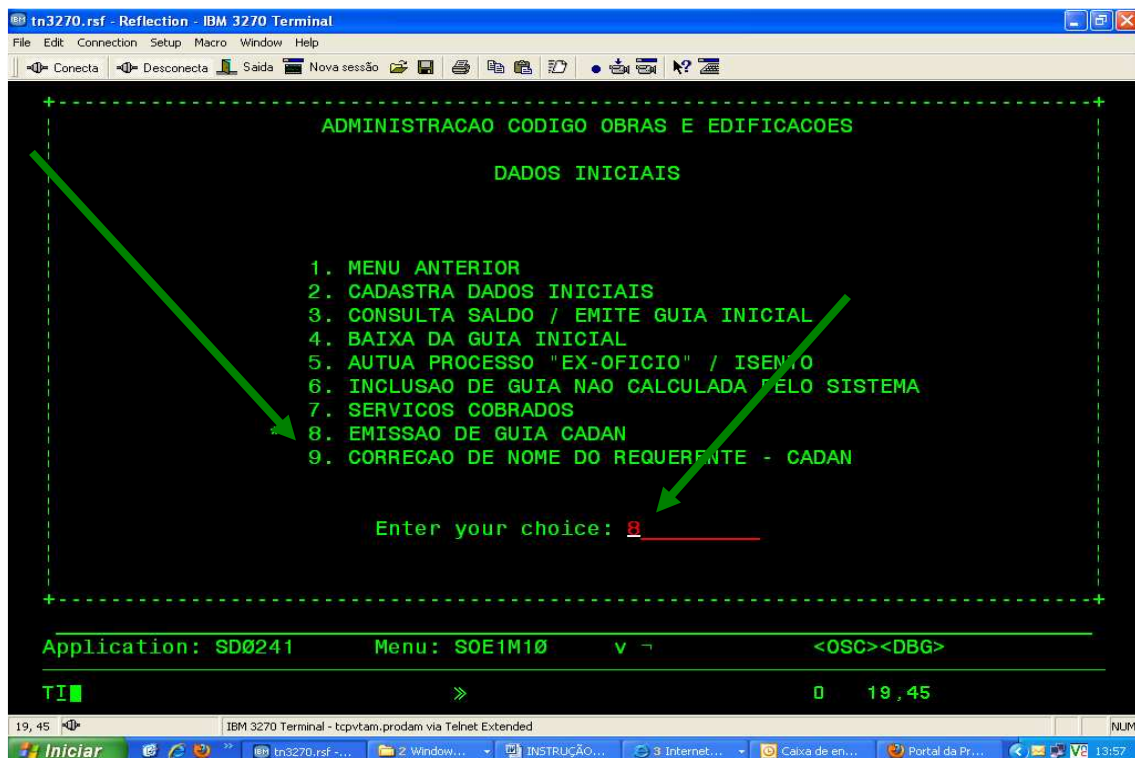 tn3270.rsf - Reflection - IBM 3270 Terminal
File Edit Connection Setup Macro Window Help
Conecta Desconecta Saida Nova sessão
ADMINISTRACAO CODIGO OBRAS E EDIFICACOES
DADOS INICIAIS
1. MENU ANTERIOR
2. CADASTRA DADOS INICIAIS
3. CONSULTA SALDO / EMITE GUIA INICIAL
4. BAIXA DA GUIA INICIAL
5. AUTUA PROCESSO "EX-OFICIO" / ISENTO
6. INCLUSAO DE GUIA NAO CALCULADA PELO SISTEMA
7. SERVICOS COBRADOS
* 8. EMISSAO DE GUIA CADAN
9. CORRECAO DE NOME DO REQUERENTE - CADAN
Enter your choice: 8
Application: SD0241 Menu: SOE1M10 v ¬ <OSC><DBG>
TI » 19,45
19, 45 IBM 3270 Terminal - tcpvtam.prodam via Telnet Extended NUM
Iniciar » tn3270.rsf -... 2 Window... INSTRUÇÃO... 3 Internet... Caixa de en... Portal da Pr... 13:57